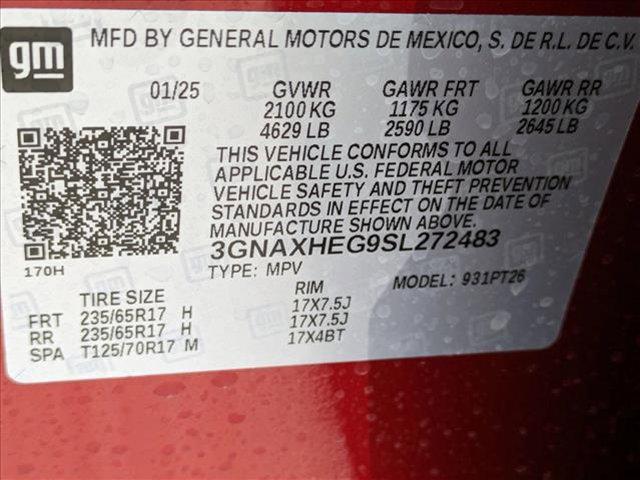 gm
MFD BY GENERAL MOTORS DE MEXICO, S. DE R.L. DE C.V.
01/25 GVWR GAWR FRT GAWR RR
2100 KG 1175 KG 1200 KG
4629 LB 2590 LB 2645 LB
THIS VEHICLE CONFORMS TO ALL
APPLICABLE U.S. FEDERAL MOTOR
VEHICLE SAFETY AND THEFT PREVENTION
STANDARDS IN EFFECT ON THE DATE OF
MANUFACTURE SHOWN ABOVE.
3GNAXHEG9SL272483
170H TYPE: MPV MODEL: 931PT26
TIRE SIZE RIM
FRT 235/65R17 H 17X7.5J
RR 235/65R17 H 17X7.5J
SPA T125/70R17 M 17X4BT